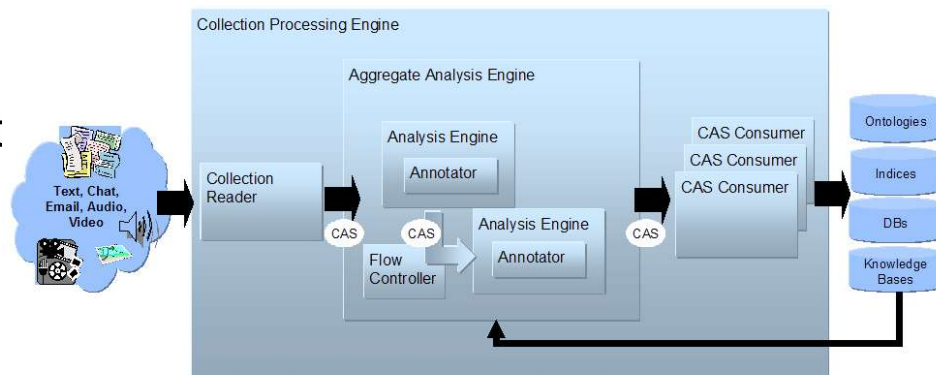 Collection Processing Engine
Text, Chat,
Email, Audio,
Video
Collection
Reader
CAS
Aggregate Analysis Engine
Analysis Engine
Annotator
CAS
Flow
Controller
Analysis Engine
Annotator
CAS
CAS Consumer
CAS Consumer
CAS Consumer
Ontologies
Indices
DBs
Knowledge
Bases